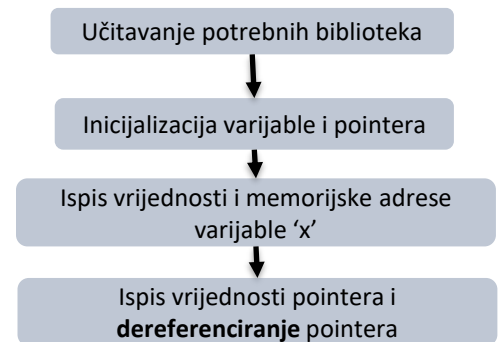 Učitavanje potrebnih biblioteka
Inicijalizacija varijable i pointera
Ispis vrijednosti i memorijske adrese
varijable ‘x’
Ispis vrijednosti pointera i
dereferenciranje pointera